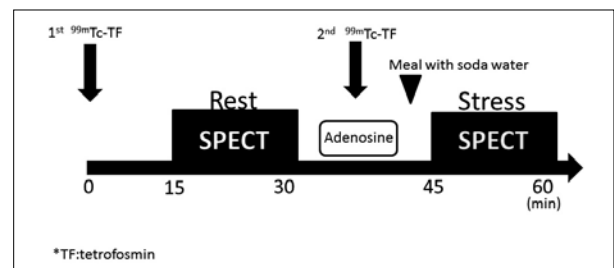 1st 99mTc-TF
2nd 99mTc-TF
Meal with soda water
Rest
Stress
SPECT
Adenosine
SPECT
0
15
30
45
60
(min)
*TF:tetrofosmin